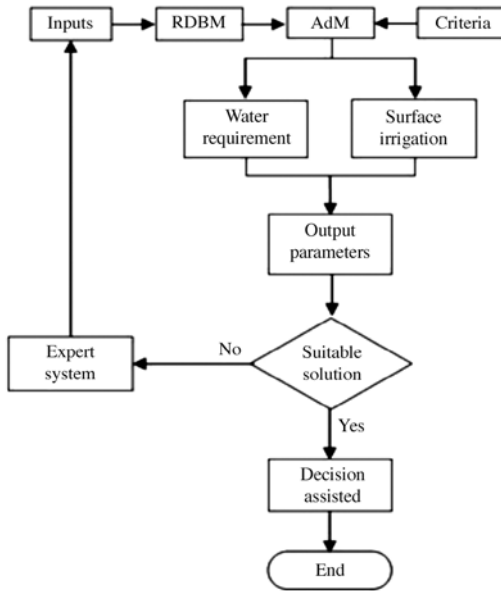 Inputs
RDBM
AdM
Criteria
Water
requirement
Surface
irrigation
Output
parameters
Suitable
solution
No
Expert
system
Yes
Decision
assisted
End